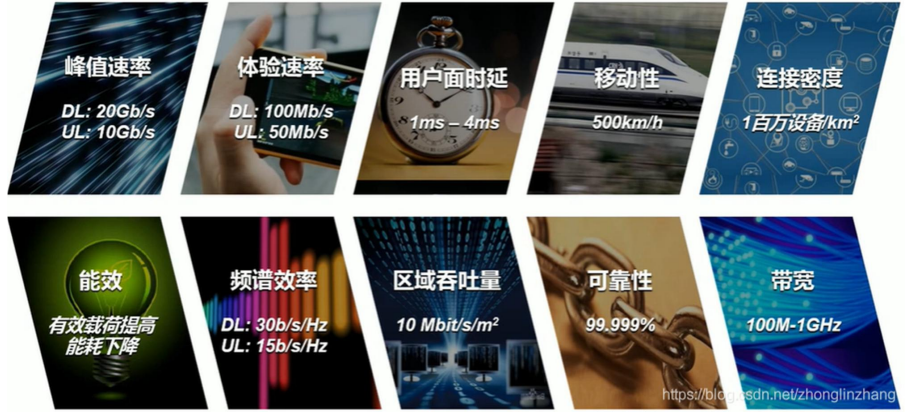 峰值速率
DL: 20Gb/s
UL: 10Gb/s
体验速率
DL: 100Mb/s
UL: 50Mb/s
用户面时延
1ms – 4ms
移动性
500km/h
连接密度
1百万设备/km²
能效
有效载荷提高
能耗下降
频谱效率
DL: 30b/s/Hz
UL: 15b/s/Hz
区域吞吐量
10 Mbit/s/m²
可靠性
99.999%
带宽
100M-1GHz
https://blog.csdn.net/zhonglinzhang